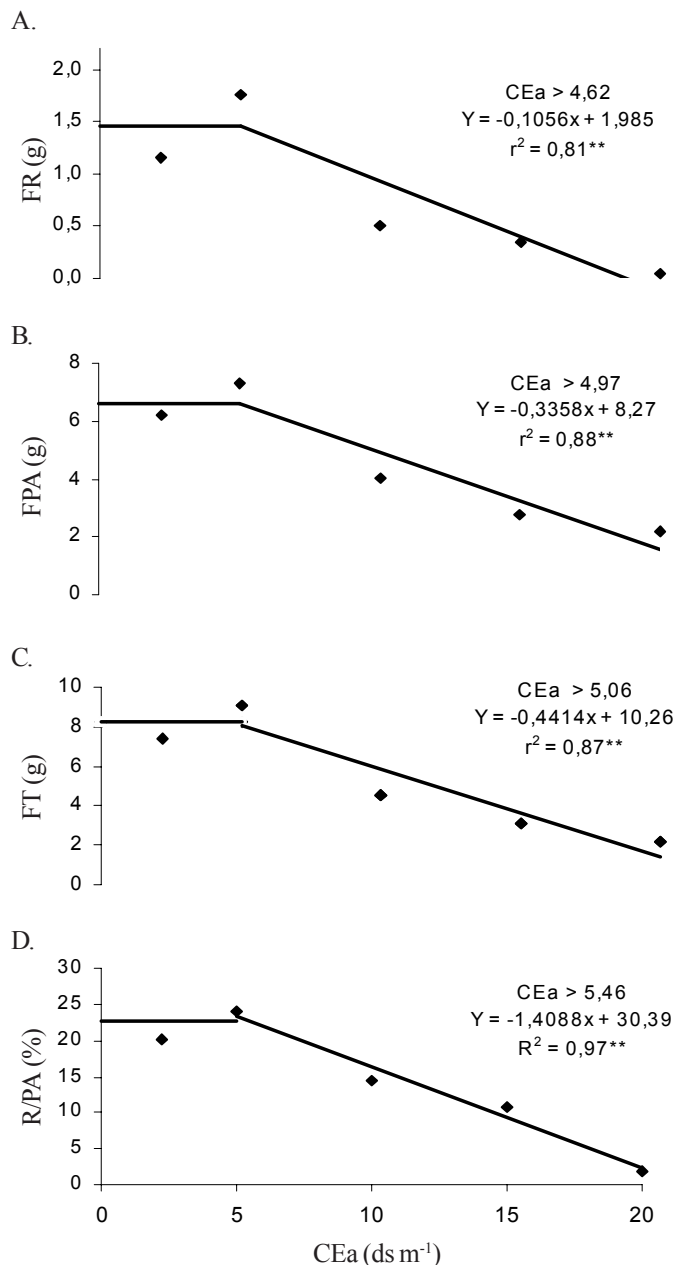 A.
2,0
1,5
1,0
0,5
0,0
FR (g)
CEa > 4,62
Y = -0,1056x + 1,985
r² = 0,81**
B.
8
6
4
2
0
FPA (g)
CEa > 4,97
Y = -0,3358x + 8,27
r² = 0,88**
C.
10
8
6
4
2
0
FT (g)
CEa > 5,06
Y = -0,4414x + 10,26
r² = 0,87**
D.
30
25
20
15
10
5
0
R/PA (%)
CEa > 5,46
Y = -1,4088x + 30,39
R² = 0,97**
0 5 10 15 20
CEa (ds m⁻¹)